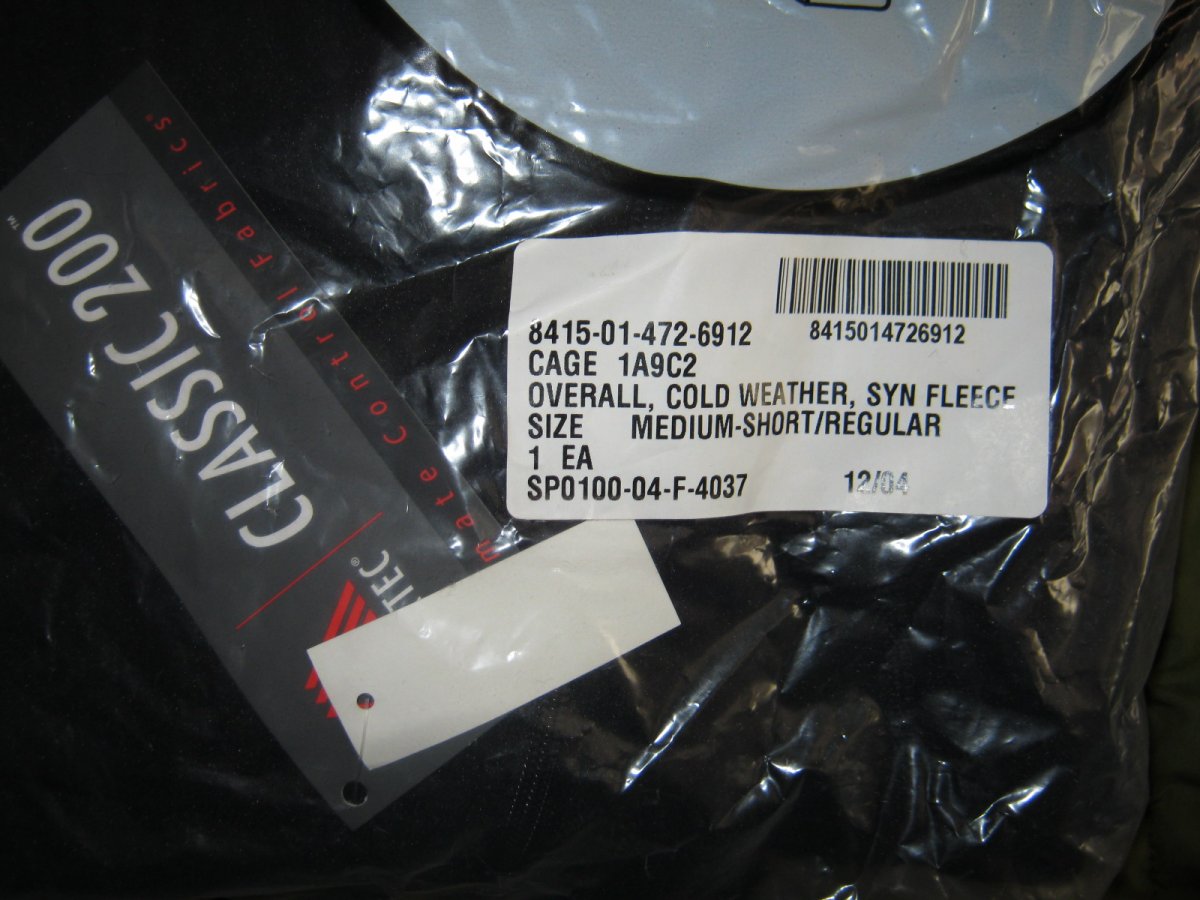 8415-01-472-6912
8415014726912
CAGE 1A9C2
OVERALL, COLD WEATHER, SYN FLEECE
SIZE MEDIUM-SHORT/REGULAR
1 EA
SP0100-04-F-4037 12/04
CLASSIC 200™
mate Control Fabrics®
TEC®